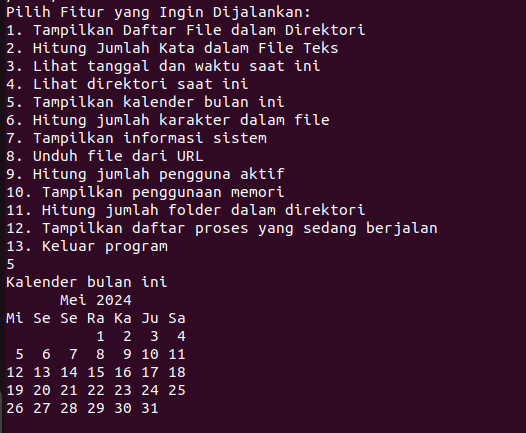 Pilih Fitur yang Ingin Dijalankan:
1. Tampilkan Daftar File dalam Direktori
2. Hitung Jumlah Kata dalam File Teks
3. Lihat tanggal dan waktu saat ini
4. Lihat direktori saat ini
5. Tampilkan kalender bulan ini
6. Hitung jumlah karakter dalam file
7. Tampilkan informasi sistem
8. Unduh file dari URL
9. Hitung jumlah pengguna aktif
10. Tampilkan penggunaan memori
11. Hitung jumlah folder dalam direktori
12. Tampilkan daftar proses yang sedang berjalan
13. Keluar program
5
Kalender bulan ini
      Mei 2024
Mi Se Se Ra Ka Ju Sa
          1  2  3  4
 5  6  7  8  9 10 11
12 13 14 15 16 17 18
19 20 21 22 23 24 25
26 27 28 29 30 31